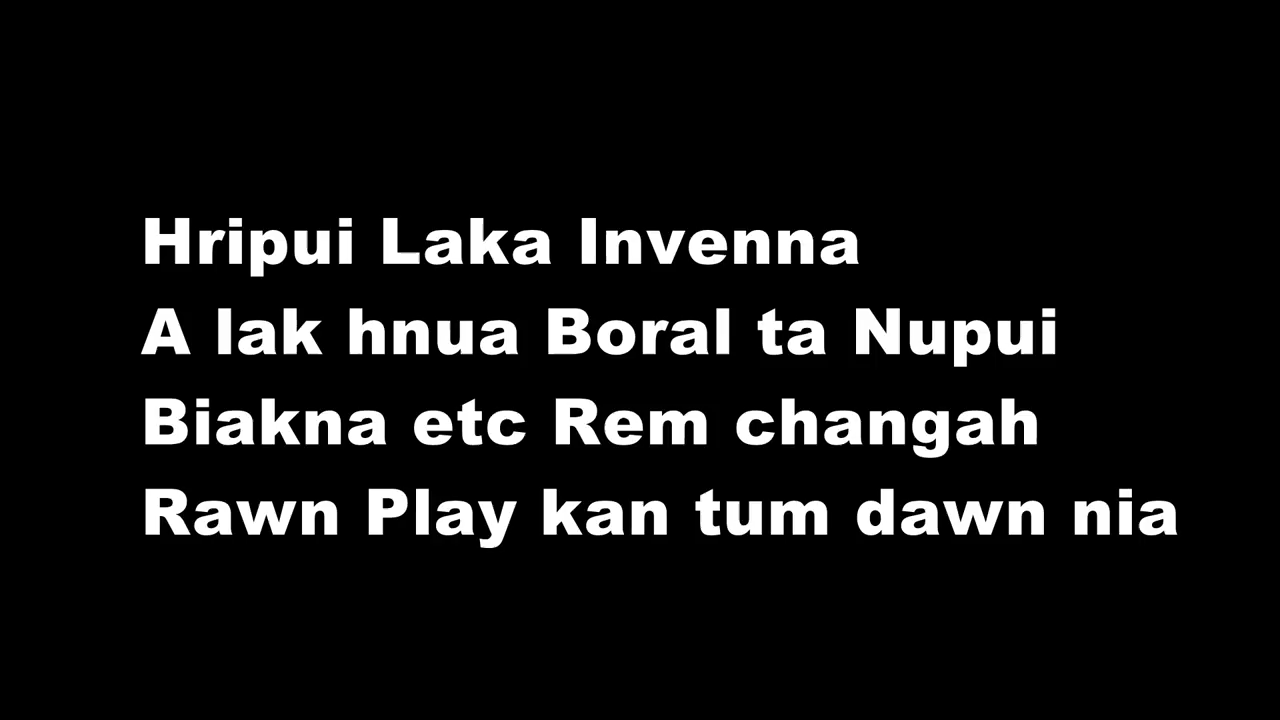 Hripui Laka Invenna
A lak hnua Boral ta Nupui
Biakna etc Rem changah
Rawn Play kan tum dawn nia